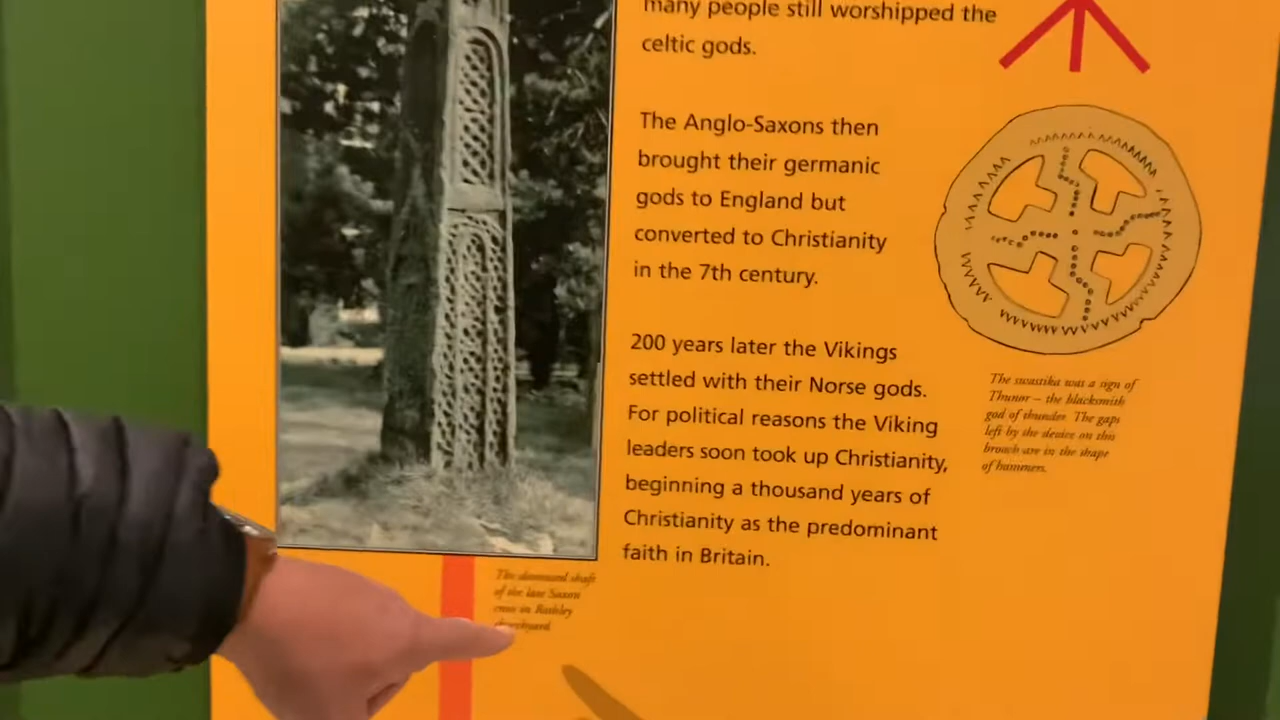 many people still worshipped the
celtic gods.
The Anglo-Saxons then
brought their germanic
gods to England but
converted to Christianity
in the 7th century.
200 years later the Vikings
settled with their Norse gods.
For political reasons the Viking
leaders soon took up Christianity,
beginning a thousand years of
Christianity as the predominant
faith in Britain.
The swastika was a sign of
Thunor – the blacksmith
god of thunder. The gaps
left by the device on this
brooch are in the shape
of hammers.
The decorated shaft
of the late Saxon
cross in Rothley
churchyard.